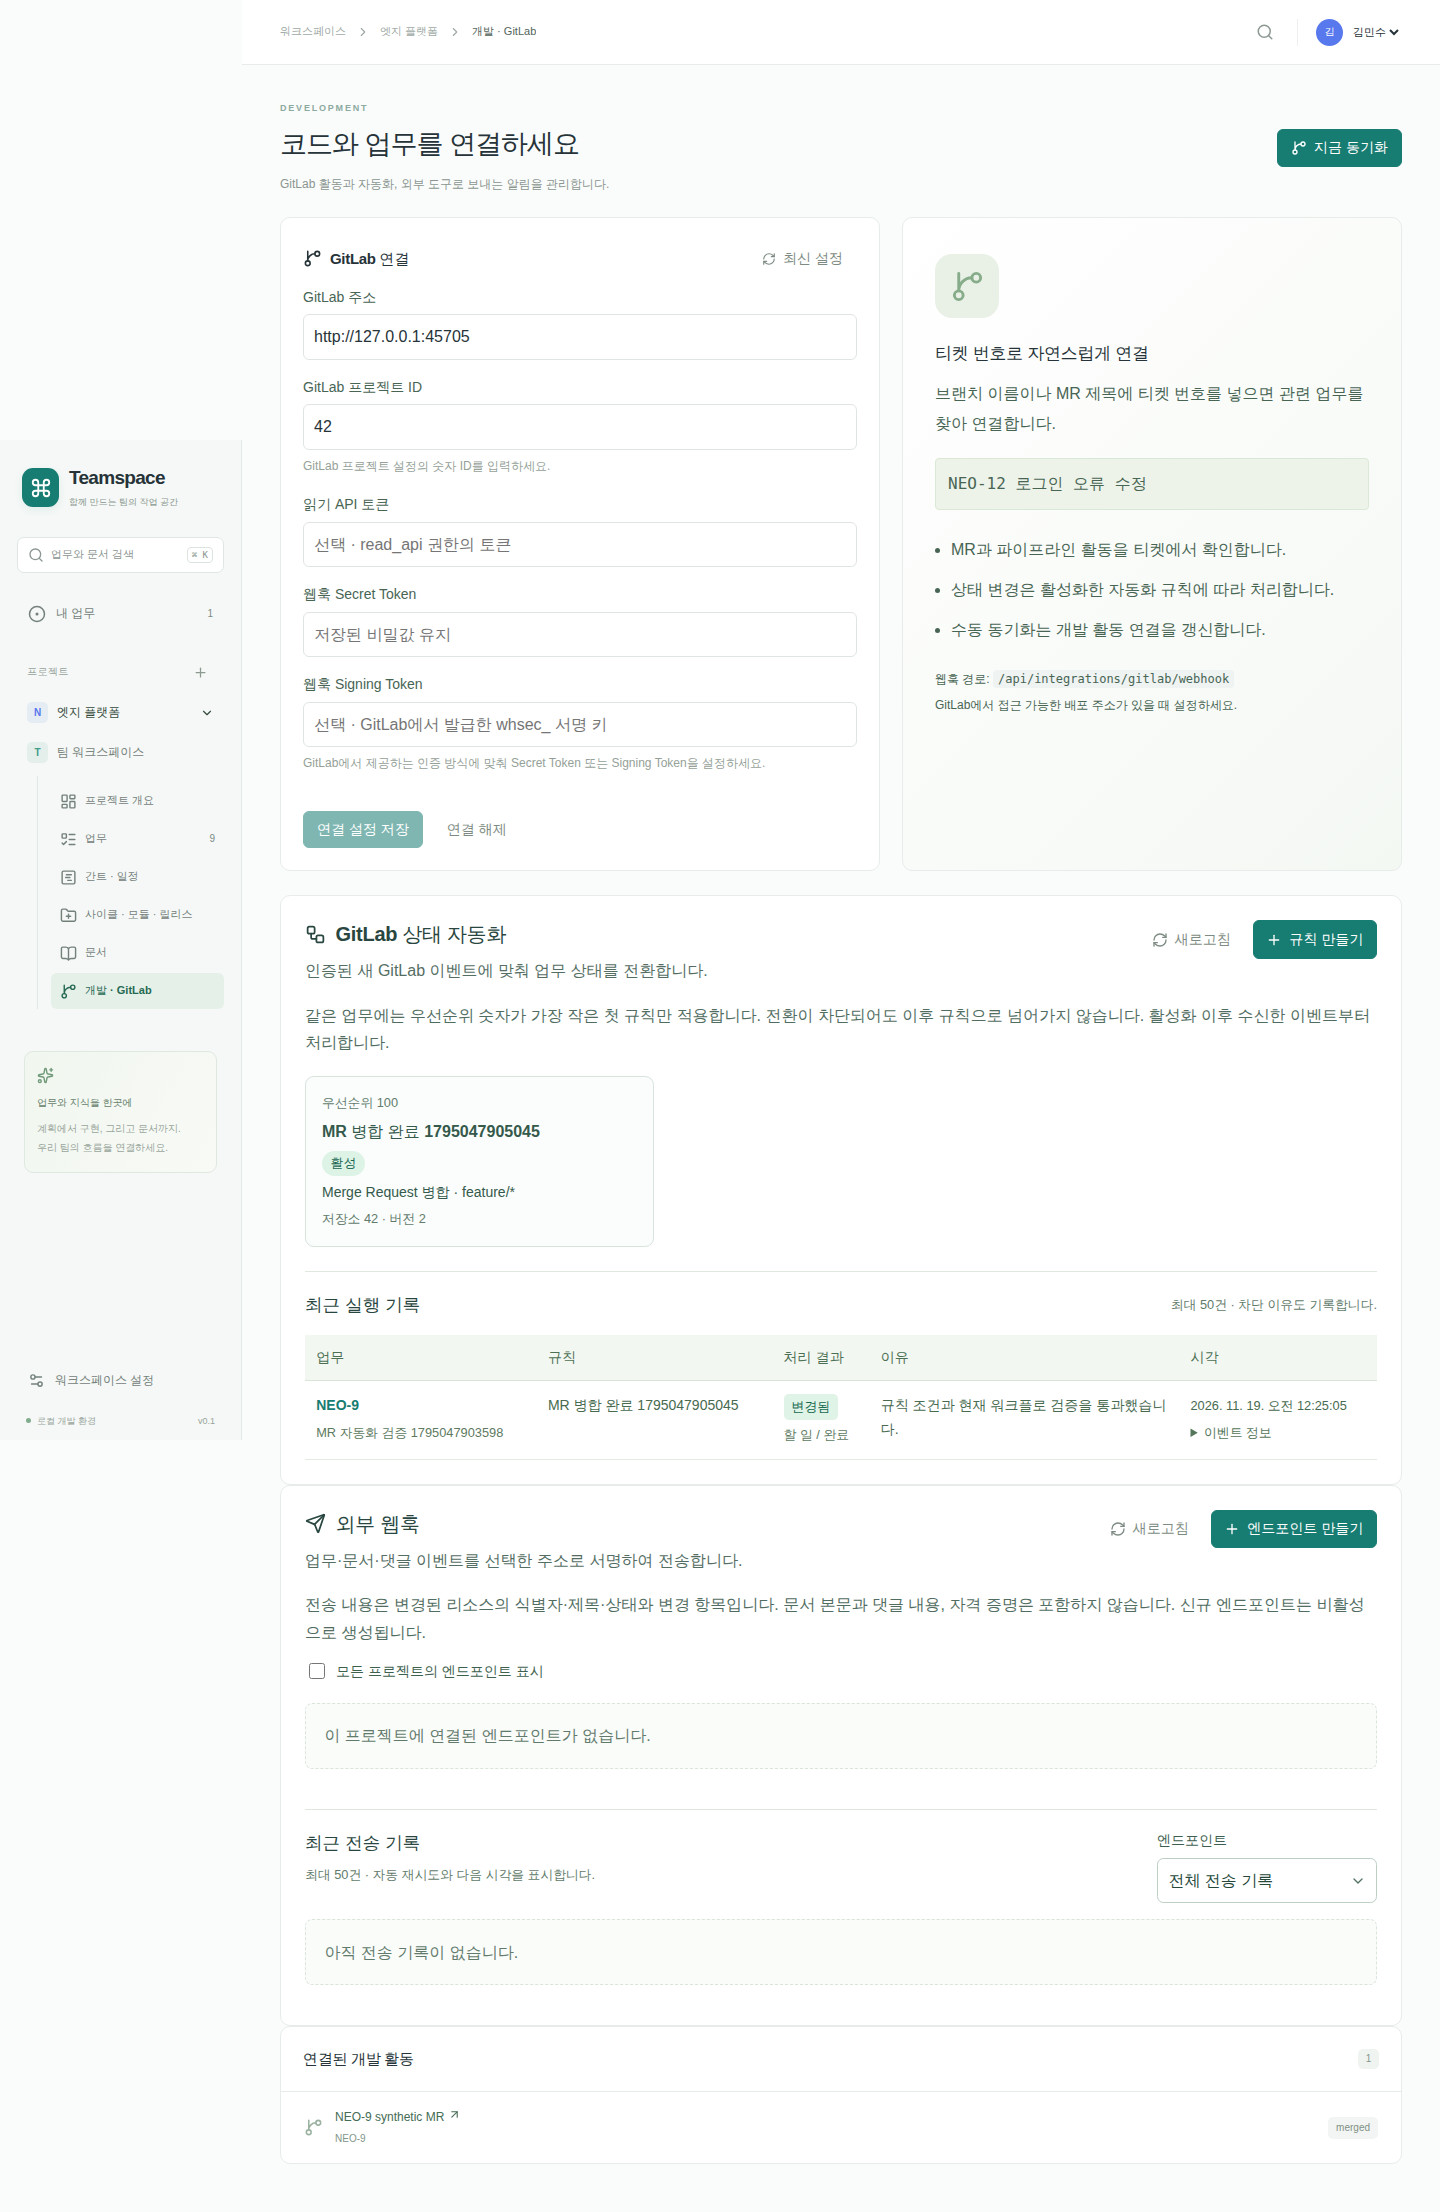 워크스페이스 > 엣지 플랫폼 > 개발 · GitLab
김 김민수
DEVELOPMENT
코드와 업무를 연결하세요
지금 동기화
GitLab 활동과 자동화, 외부 도구로 보내는 알림을 관리합니다.
Teamspace
함께 만드는 팀의 작업 공간
업무와 문서 검색 ⌘ K
내 업무 1
프로젝트
N 엣지 플랫폼
T 팀 워크스페이스
프로젝트 개요
업무 9
간트 · 일정
사이클 · 모듈 · 릴리스
문서
개발 · GitLab
업무와 지식을 한곳에
계획에서 구현, 그리고 문서까지.
우리 팀의 흐름을 연결하세요.
워크스페이스 설정
로컬 개발 환경 v0.1
GitLab 연결
최신 설정
GitLab 주소
http://127.0.0.1:45705
GitLab 프로젝트 ID
42
GitLab 프로젝트 설정의 숫자 ID를 입력하세요.
읽기 API 토큰
선택 · read_api 권한의 토큰
웹훅 Secret Token
저장된 비밀값 유지
웹훅 Signing Token
선택 · GitLab에서 발급한 whsec_ 서명 키
GitLab에서 제공하는 인증 방식에 맞춰 Secret Token 또는 Signing Token을 설정하세요.
연결 설정 저장
연결 해제
티켓 번호로 자연스럽게 연결
브랜치 이름이나 MR 제목에 티켓 번호를 넣으면 관련 업무를
찾아 연결합니다.
NEO-12 로그인 오류 수정
• MR과 파이프라인 활동을 티켓에서 확인합니다.
• 상태 변경은 활성화한 자동화 규칙에 따라 처리합니다.
• 수동 동기화는 개발 활동 연결을 갱신합니다.
웹훅 경로: /api/integrations/gitlab/webhook
GitLab에서 접근 가능한 배포 주소가 있을 때 설정하세요.
GitLab 상태 자동화
새로고침
규칙 만들기
인증된 새 GitLab 이벤트에 맞춰 업무 상태를 전환합니다.
같은 업무에는 우선순위 숫자가 가장 작은 첫 규칙만 적용합니다. 전환이 차단되어도 이후 규칙으로 넘어가지 않습니다. 활성화 이후 수신한 이벤트부터
처리합니다.
우선순위 100
MR 병합 완료 1795047905045
활성
Merge Request 병합 · feature/*
저장소 42 · 버전 2
최근 실행 기록
최대 50건 · 차단 이유도 기록합니다.
업무 규칙 처리 결과 이유 시각
NEO-9 MR 병합 완료 1795047905045 변경됨 규칙 조건과 현재 워크플로 검증을 통과했습니 2026. 11. 19. 오전 12:25:05
MR 자동화 검증 1795047903598 할 일 / 완료 다. 이벤트 정보
외부 웹훅
새로고침
엔드포인트 만들기
업무·문서·댓글 이벤트를 선택한 주소로 서명하여 전송합니다.
전송 내용은 변경된 리소스의 식별자·제목·상태와 변경 항목입니다. 문서 본문과 댓글 내용, 자격 증명은 포함하지 않습니다. 신규 엔드포인트는 비활성
으로 생성됩니다.
모든 프로젝트의 엔드포인트 표시
이 프로젝트에 연결된 엔드포인트가 없습니다.
최근 전송 기록
최대 50건 · 자동 재시도와 다음 시각을 표시합니다.
엔드포인트
전체 전송 기록
아직 전송 기록이 없습니다.
연결된 개발 활동 1
NEO-9 synthetic MR
NEO-9
merged